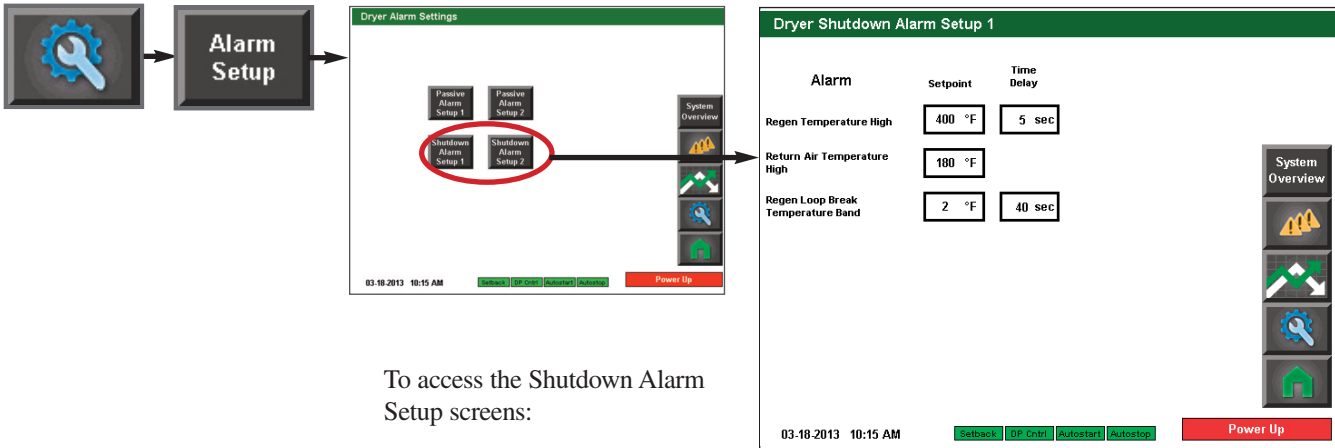 Alarm
Setup
Dryer Alarm Settings
Passive
Alarm
Setup 1
Passive
Alarm
Setup 2
Shutdown
Alarm
Setup 1
Shutdown
Alarm
Setup 2
System
Overview
03-18-2013 10:15 AM
Setback DP Cntrl Autostart Autostop
Power Up
To access the Shutdown Alarm
Setup screens:
Dryer Shutdown Alarm Setup 1
Alarm
Setpoint
Time
Delay
Regen Temperature High
400 °F
5 sec
Return Air Temperature
High
180 °F
Regen Loop Break
Temperature Band
2 °F
40 sec
System
Overview
03-18-2013 10:15 AM
Setback DP Cntrl Autostart Autostop
Power Up